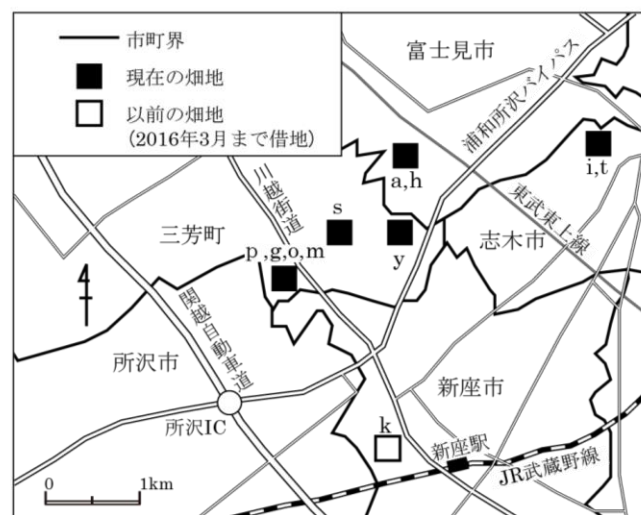 市町界
現在の畑地
以前の畑地
(2016年3月まで借地)
富士見市
浦和所沢バイパス
川越街道
a,h
i,t
東武東上線
s
三芳町
y
志木市
p ,g,o,m
4
関越自動車道
所沢市
新座市
所沢IC
k
新座駅
JR武蔵野線
0
1km